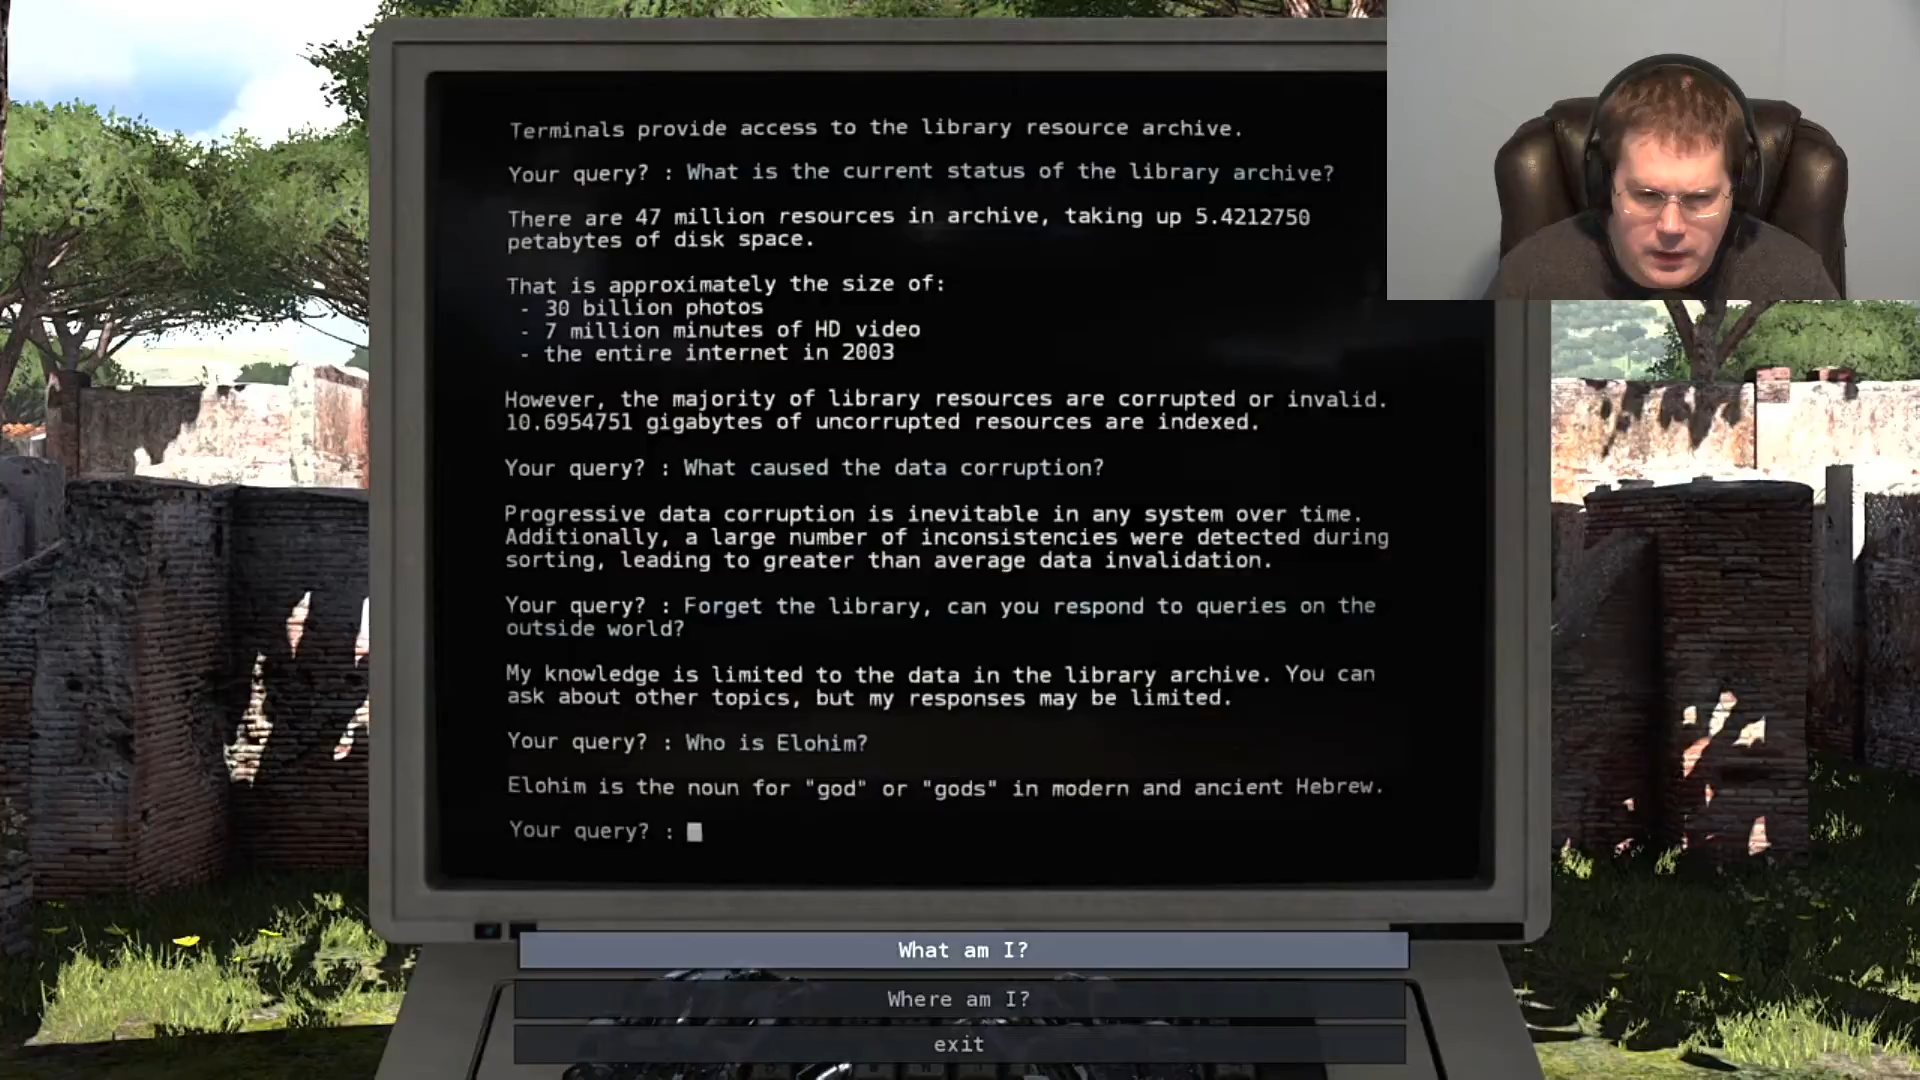 Terminals provide access to the library resource archive.
Your query? : What is the current status of the library archive?
There are 47 million resources in archive, taking up 5.4212750
petabytes of disk space.
That is approximately the size of:
- 30 billion photos
- 7 million minutes of HD video
- the entire internet in 2003
However, the majority of library resources are corrupted or invalid.
10.6954751 gigabytes of uncorrupted resources are indexed.
Your query? : What caused the data corruption?
Progressive data corruption is inevitable in any system over time.
Additionally, a large number of inconsistencies were detected during
sorting, leading to greater than average data invalidation.
Your query? : Forget the library, can you respond to queries on the
outside world?
My knowledge is limited to the data in the library archive. You can
ask about other topics, but my responses may be limited.
Your query? : Who is Elohim?
Elohim is the noun for "god" or "gods" in modern and ancient Hebrew.
Your query? :
What am I?
Where am I?
exit